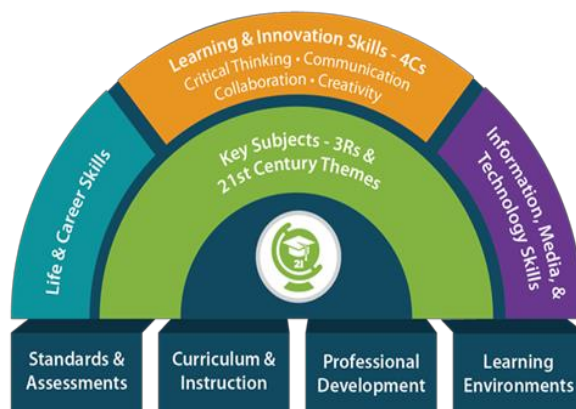 Learning & Innovation Skills - 4Cs
Critical Thinking • Communication
Collaboration • Creativity
Life & Career Skills
Key Subjects - 3Rs &
21st Century Themes
Information, Media, &
Technology Skills
21
Standards &
Assessments
Curriculum &
Instruction
Professional
Development
Learning
Environments